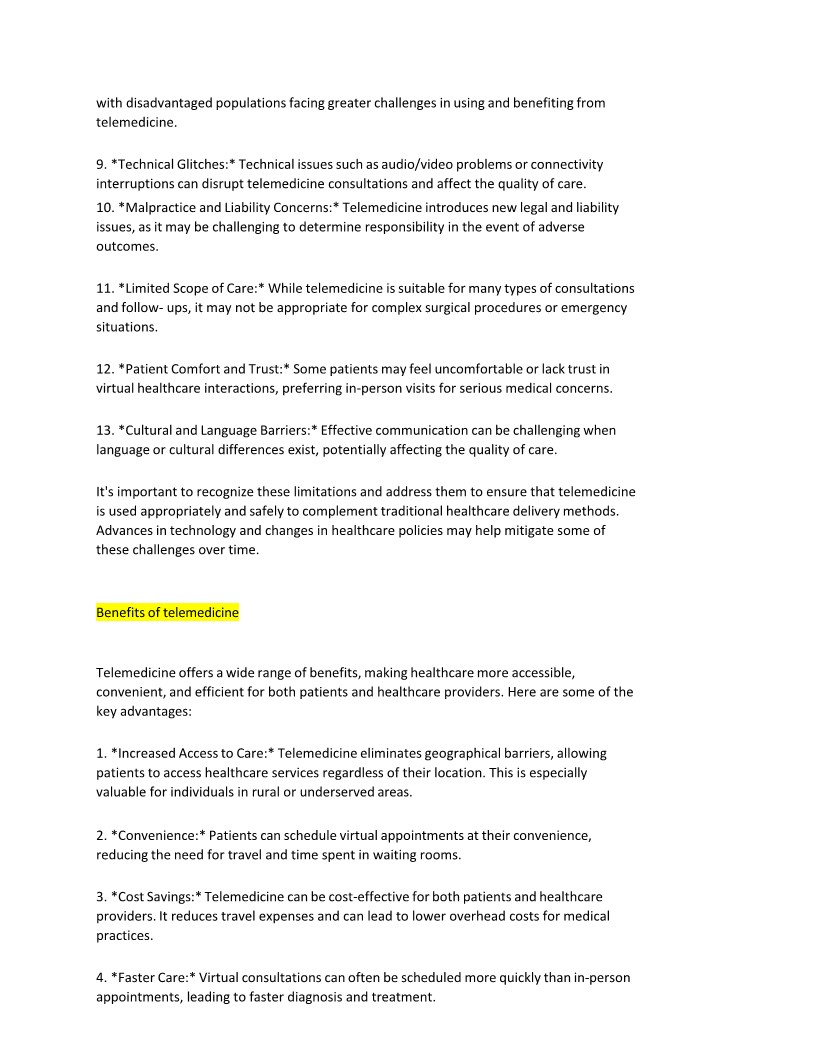 with disadvantaged populations facing greater challenges in using and benefiting from
telemedicine.
9. *Technical Glitches:* Technical issues such as audio/video problems or connectivity
interruptions can disrupt telemedicine consultations and affect the quality of care.
10. *Malpractice and Liability Concerns:* Telemedicine introduces new legal and liability
issues, as it may be challenging to determine responsibility in the event of adverse
outcomes.
11. *Limited Scope of Care:* While telemedicine is suitable for many types of consultations
and follow- ups, it may not be appropriate for complex surgical procedures or emergency
situations.
12. *Patient Comfort and Trust:* Some patients may feel uncomfortable or lack trust in
virtual healthcare interactions, preferring in-person visits for serious medical concerns.
13. *Cultural and Language Barriers:* Effective communication can be challenging when
language or cultural differences exist, potentially affecting the quality of care.
It's important to recognize these limitations and address them to ensure that telemedicine
is used appropriately and safely to complement traditional healthcare delivery methods.
Advances in technology and changes in healthcare policies may help mitigate some of
these challenges over time.
Benefits of telemedicine
Telemedicine offers a wide range of benefits, making healthcare more accessible,
convenient, and efficient for both patients and healthcare providers. Here are some of the
key advantages:
1. *Increased Access to Care:* Telemedicine eliminates geographical barriers, allowing
patients to access healthcare services regardless of their location. This is especially
valuable for individuals in rural or underserved areas.
2. *Convenience:* Patients can schedule virtual appointments at their convenience,
reducing the need for travel and time spent in waiting rooms.
3. *Cost Savings:* Telemedicine can be cost-effective for both patients and healthcare
providers. It reduces travel expenses and can lead to lower overhead costs for medical
practices.
4. *Faster Care:* Virtual consultations can often be scheduled more quickly than in-person
appointments, leading to faster diagnosis and treatment.